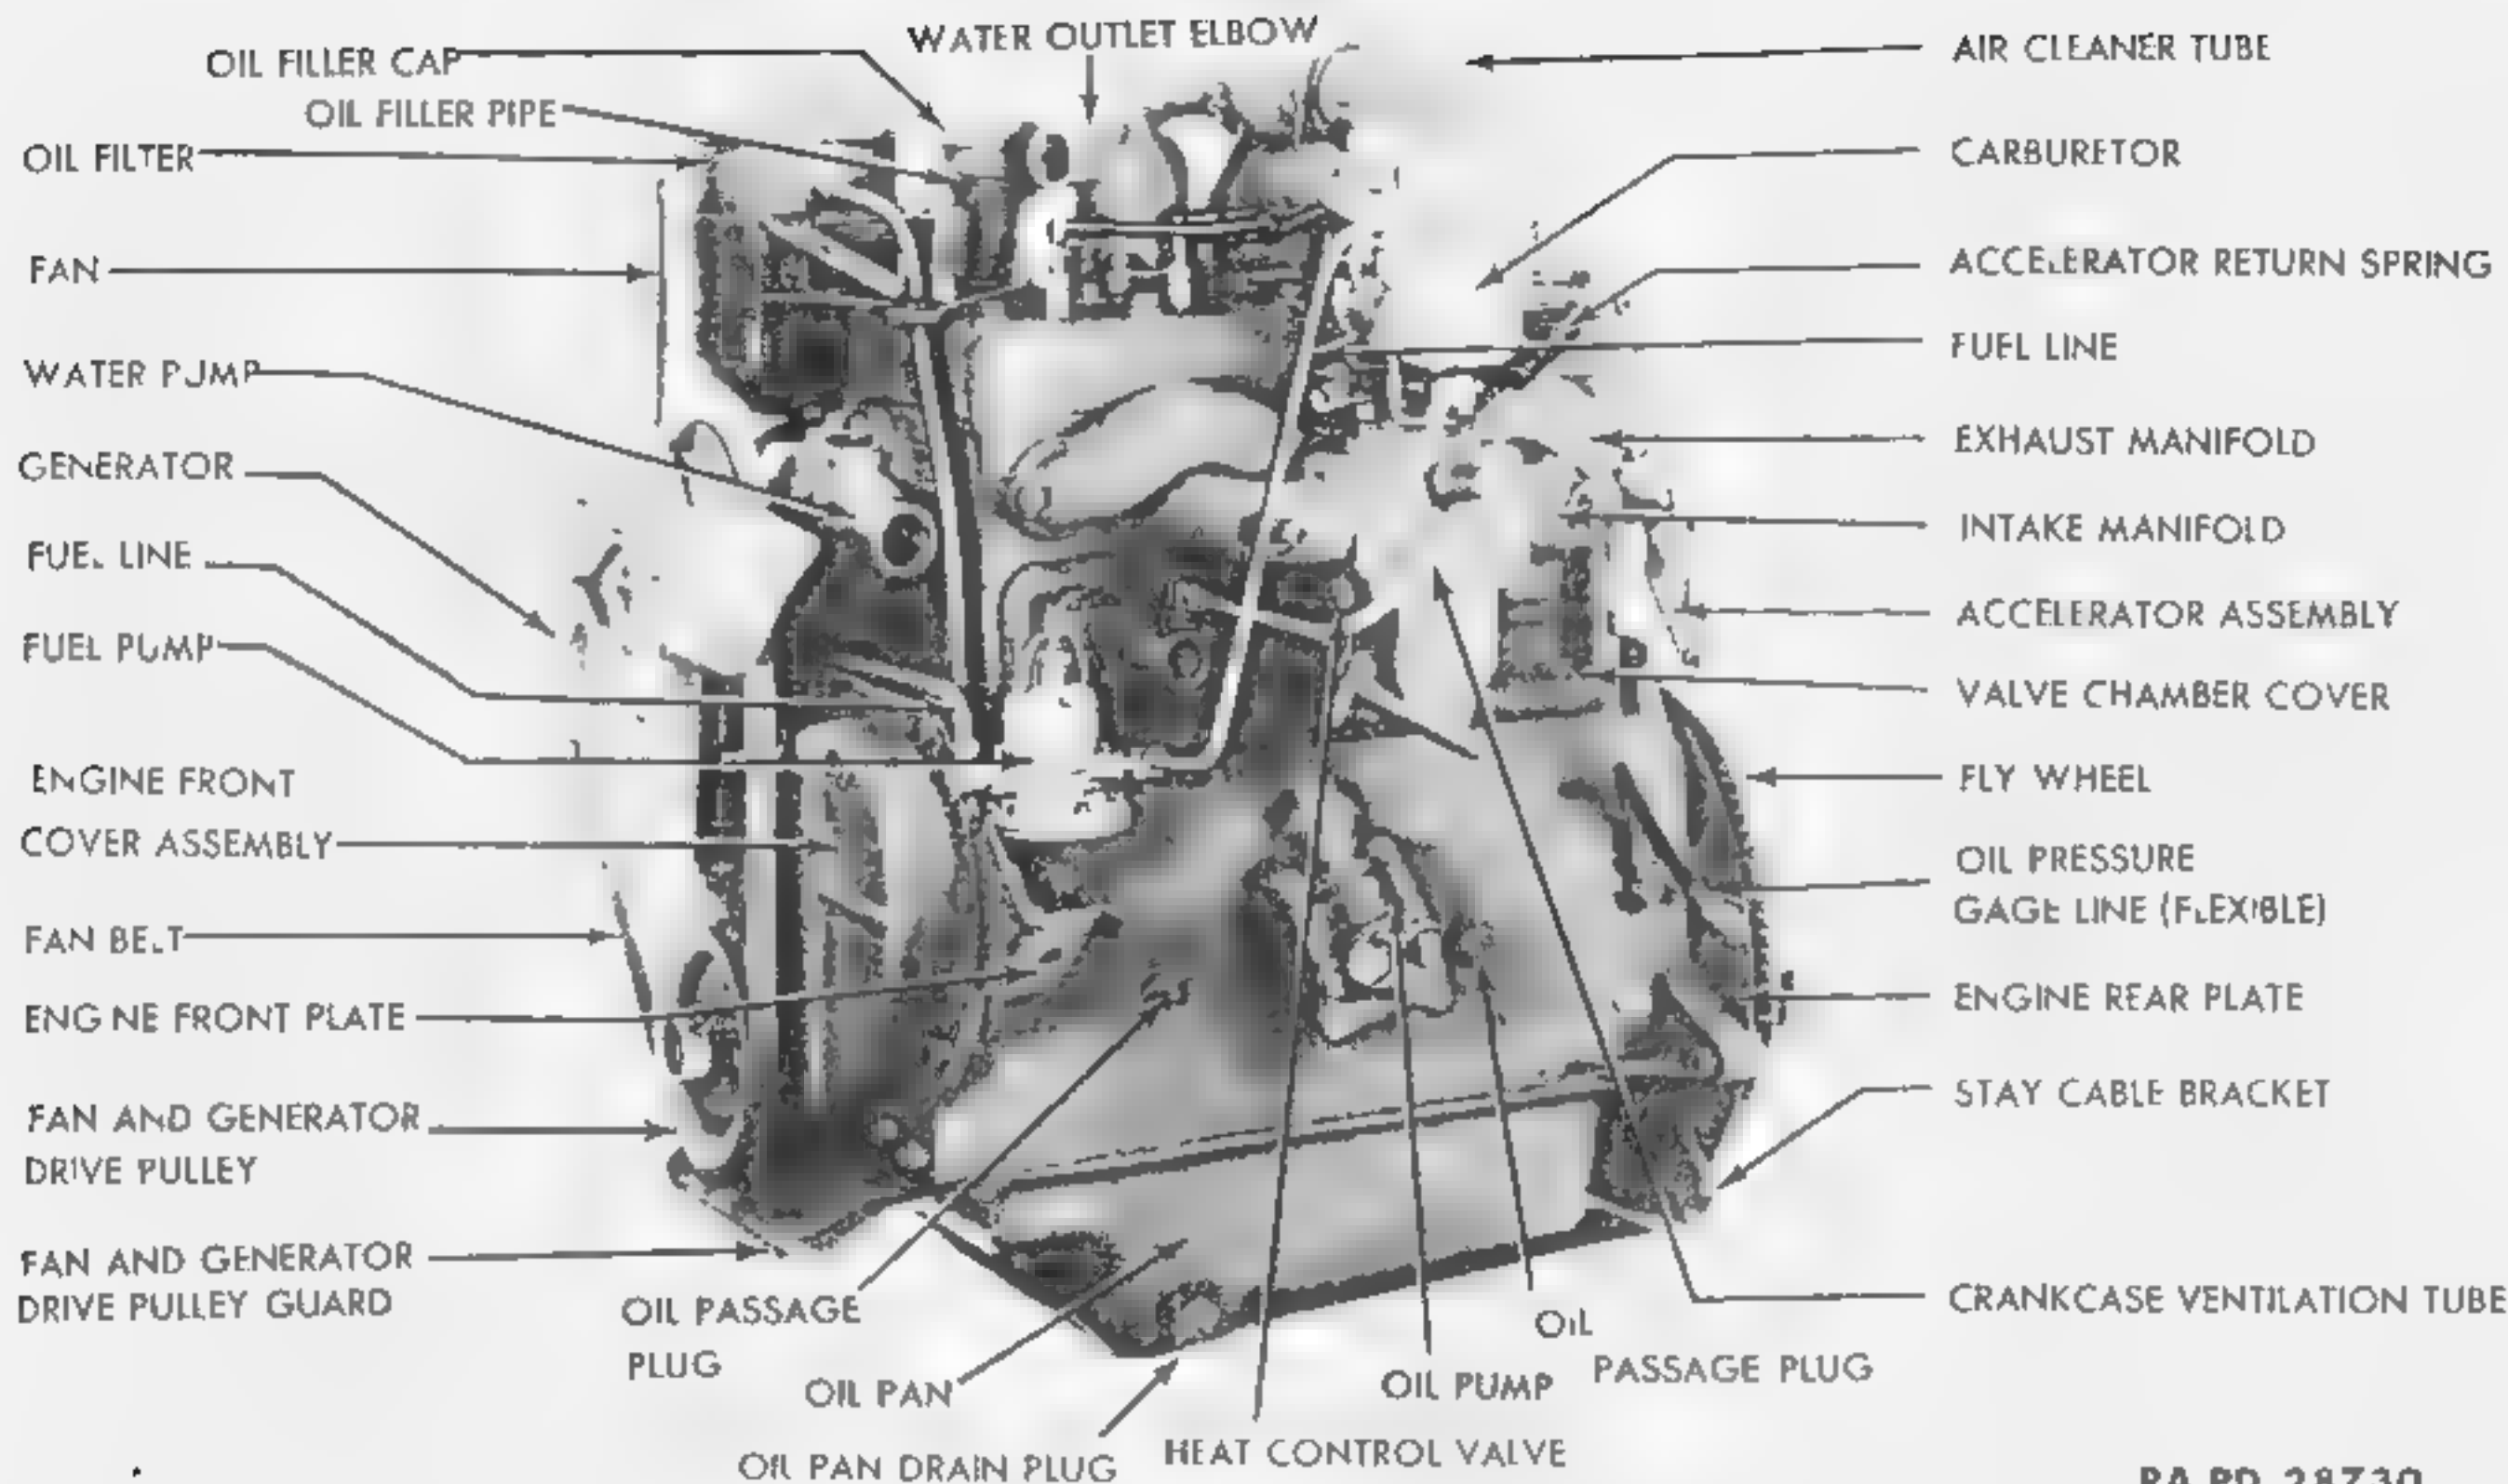 WATER OUTLET ELBOW
OIL FILLER CAP
OIL FILLER PIPE
OIL FILTER
FAN
WATER PUMP
GENERATOR
FUEL LINE
FUEL PUMP
ENGINE FRONT
COVER ASSEMBLY
FAN BELT
ENGINE FRONT PLATE
FAN AND GENERATOR
DRIVE PULLEY
FAN AND GENERATOR
DRIVE PULLEY GUARD
OIL PASSAGE
PLUG
OIL PAN
OIL PAN DRAIN PLUG
HEAT CONTROL VALVE
OIL PUMP
OIL
PASSAGE PLUG
AIR CLEANER TUBE
CARBURETOR
ACCELERATOR RETURN SPRING
FUEL LINE
EXHAUST MANIFOLD
INTAKE MANIFOLD
ACCELERATOR ASSEMBLY
VALVE CHAMBER COVER
FLY WHEEL
OIL PRESSURE
GAGE LINE (FLEXIBLE)
ENGINE REAR PLATE
STAY CABLE BRACKET
CRANKCASE VENTILATION TUBE
RA PD 28730